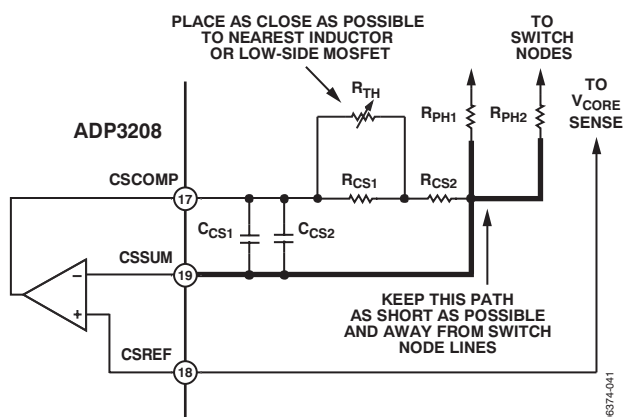 PLACE AS CLOSE AS POSSIBLE
TO NEAREST INDUCTOR
OR LOW-SIDE MOSFET
TO
SWITCH
NODES
TO
VCORE
SENSE
RTH
RPH1
RPH2
ADP3208
CSCOMP
17
RCS1
RCS2
CCS1
CCS2
CSSUM
19
–
+
KEEP THIS PATH
AS SHORT AS POSSIBLE
AND AWAY FROM SWITCH
NODE LINES
CSREF
18
06374-041